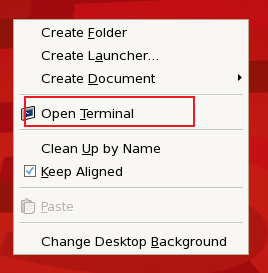 Create Folder
Create Launcher...
Create Document
Open Terminal
Clean Up by Name
Keep Aligned
Paste
Change Desktop Background